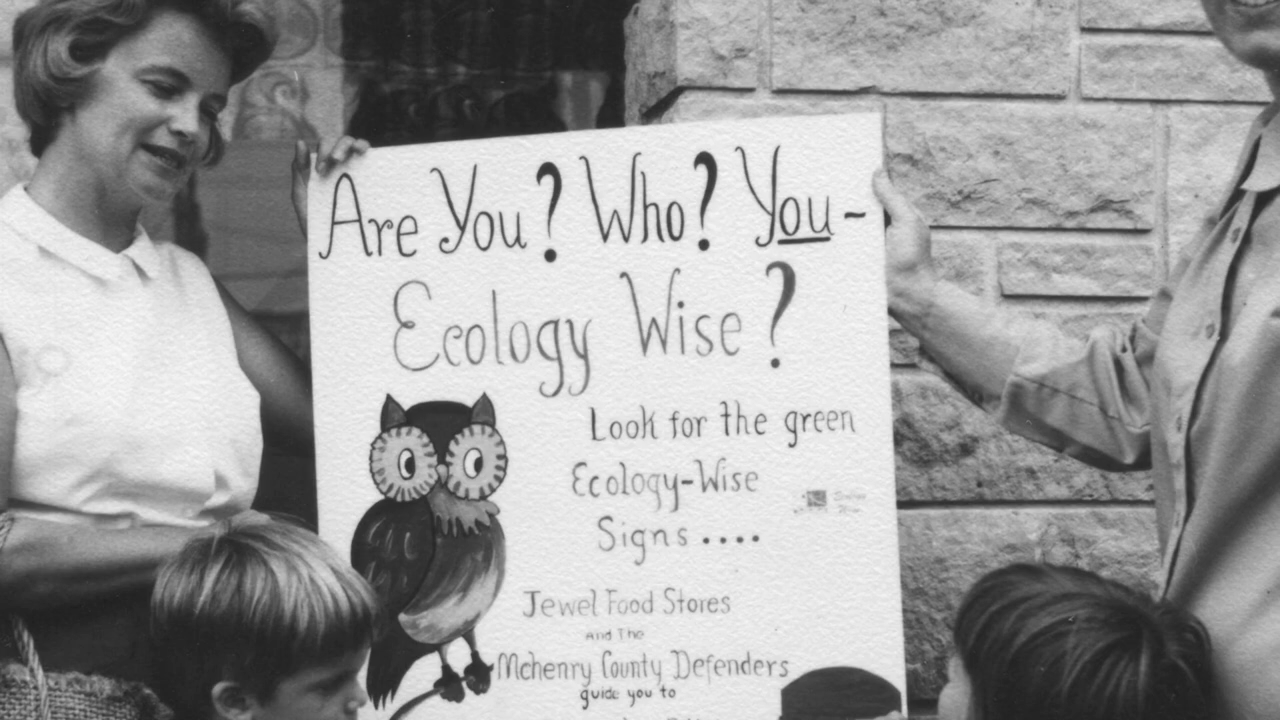 Are You? Who? You-
Ecology Wise?
Look for the green
Ecology-Wise
Signs....
Jewel Food Stores
And The
Mchenry County Defenders
guide you to